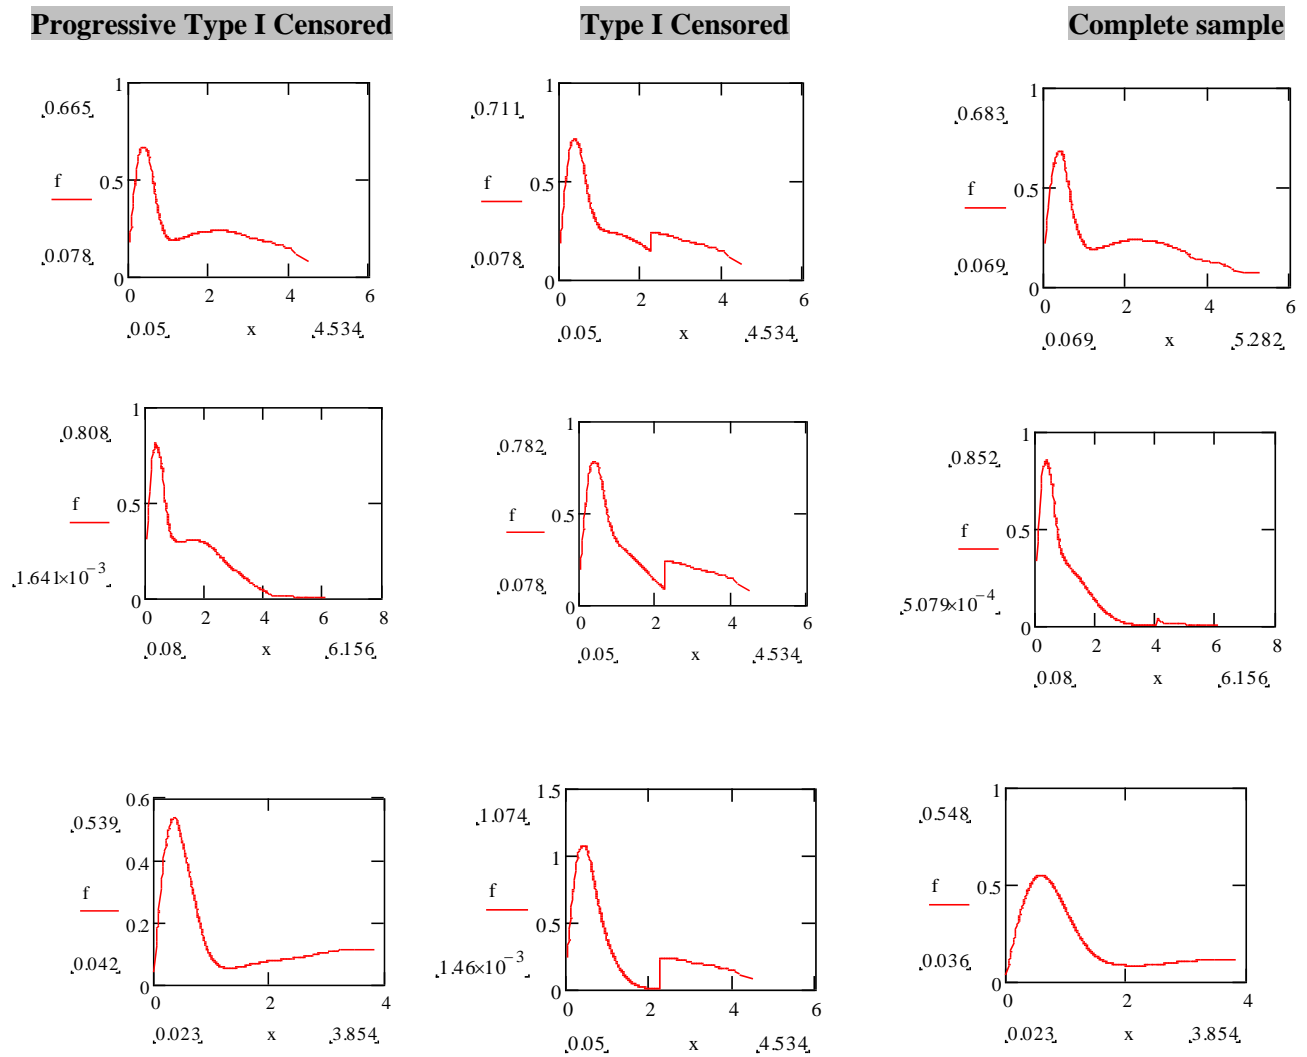 Progressive Type I Censored
Type I Censored
Complete sample
1
0.665
f
0.5
0.078
0
0 2 4 6
0.05 x 4.534
1
0.711
f
0.5
0.078
0
0 2 4 6
0.05 x 4.534
1
0.683
f
0.5
0.069
0
0 2 4 6
0.069 x 5.282
1
0.808
f
0.5
1.641×10⁻³
0
0 2 4 6 8
0.08 x 6.156
1
0.782
f
0.5
0.078
0
0 2 4 6
0.05 x 4.534
1
0.852
f
0.5
5.079×10⁻⁴
0
0 2 4 6 8
0.08 x 6.156
0.6
0.539
0.4
f
0.2
0.042
0
0 2 4
0.023 x 3.854
1.5
1.074
1
f
0.5
1.46×10⁻³
0
0 2 4 6
0.05 x 4.534
1
0.548
f
0.5
0.036
0
0 2 4
0.023 x 3.854